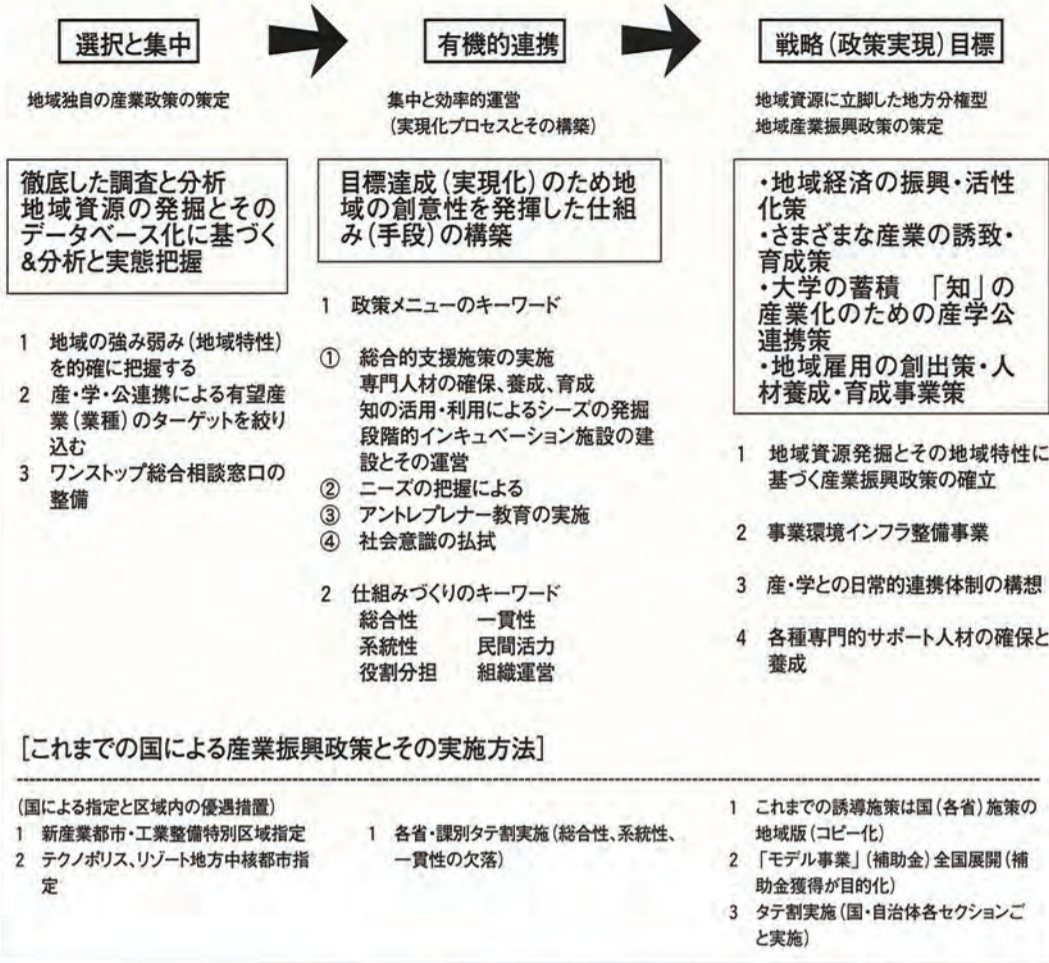 選択と集中
地域独自の産業政策の策定
徹底した調査と分析
地域資源の発掘とその
データベース化に基づく
&分析と実態把握
1 地域の強み弱み(地域特性)
を的確に把握する
2 産・学・公連携による有望産
業(業種)のターゲットを絞り
込む
3 ワンストップ総合相談窓口の
整備
有機的連携
集中と効率的運営
(実現化プロセスとその構築)
目標達成(実現化)のため地
域の創意性を発揮した仕組
み(手段)の構築
1 政策メニューのキーワード
① 総合的支援施策の実施
専門人材の確保、養成、育成
知の活用・利用によるシーズの発掘
段階的インキュベーション施設の建
設とその運営
② ニーズの把握による
③ アントレプレナー教育の実施
④ 社会意識の払拭
2 仕組みづくりのキーワード
総合性 一貫性
系統性 民間活力
役割分担 組織運営
戦略(政策実現)目標
地域資源に立脚した地方分権型
地域産業振興政策の策定
・地域経済の振興・活性
化策
・さまざまな産業の誘致・
育成策
・大学の蓄積 「知」の
産業化のための産学公
連携策
・地域雇用の創出策・人
材養成・育成事業策
1 地域資源発掘とその地域特性に
基づく産業振興政策の確立
2 事業環境インフラ整備事業
3 産・学との日常的連携体制の構想
4 各種専門的サポート人材の確保と
養成
[これまでの国による産業振興政策とその実施方法]
(国による指定と区域内の優遇措置)
1 新産業都市・工業整備特別区域指定
2 テクノポリス、リゾート地方中核都市指
定
1 各省・課別タテ割実施(総合性、系統性、
一貫性の欠落)
1 これまでの誘導施策は国(各省)施策の
地域版(コピー化)
2 「モデル事業」(補助金)全国展開(補
助金獲得が目的化)
3 タテ割実施(国・自治体各セクションご
と実施)